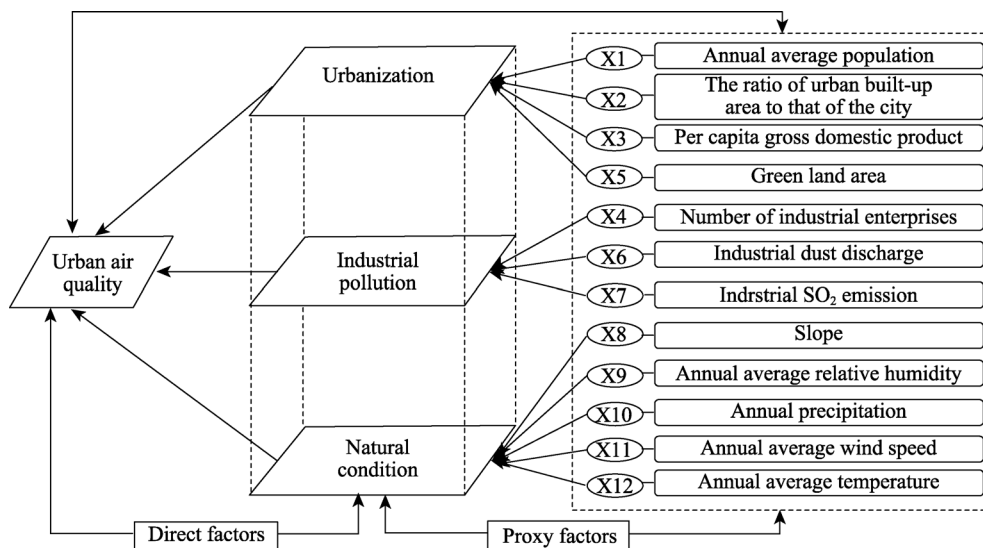 Urbanization
Urban air
quality
Industrial
pollution
Natural
condition
X1 Annual average population
X2 The ratio of urban built-up
area to that of the city
X3 Per capita gross domestic product
X5 Green land area
X4 Number of industrial enterprises
X6 Industrial dust discharge
X7 Indrstrial SO₂ emission
X8 Slope
X9 Annual average relative humidity
X10 Annual precipitation
X11 Annual average wind speed
X12 Annual average temperature
Direct factors
Proxy factors